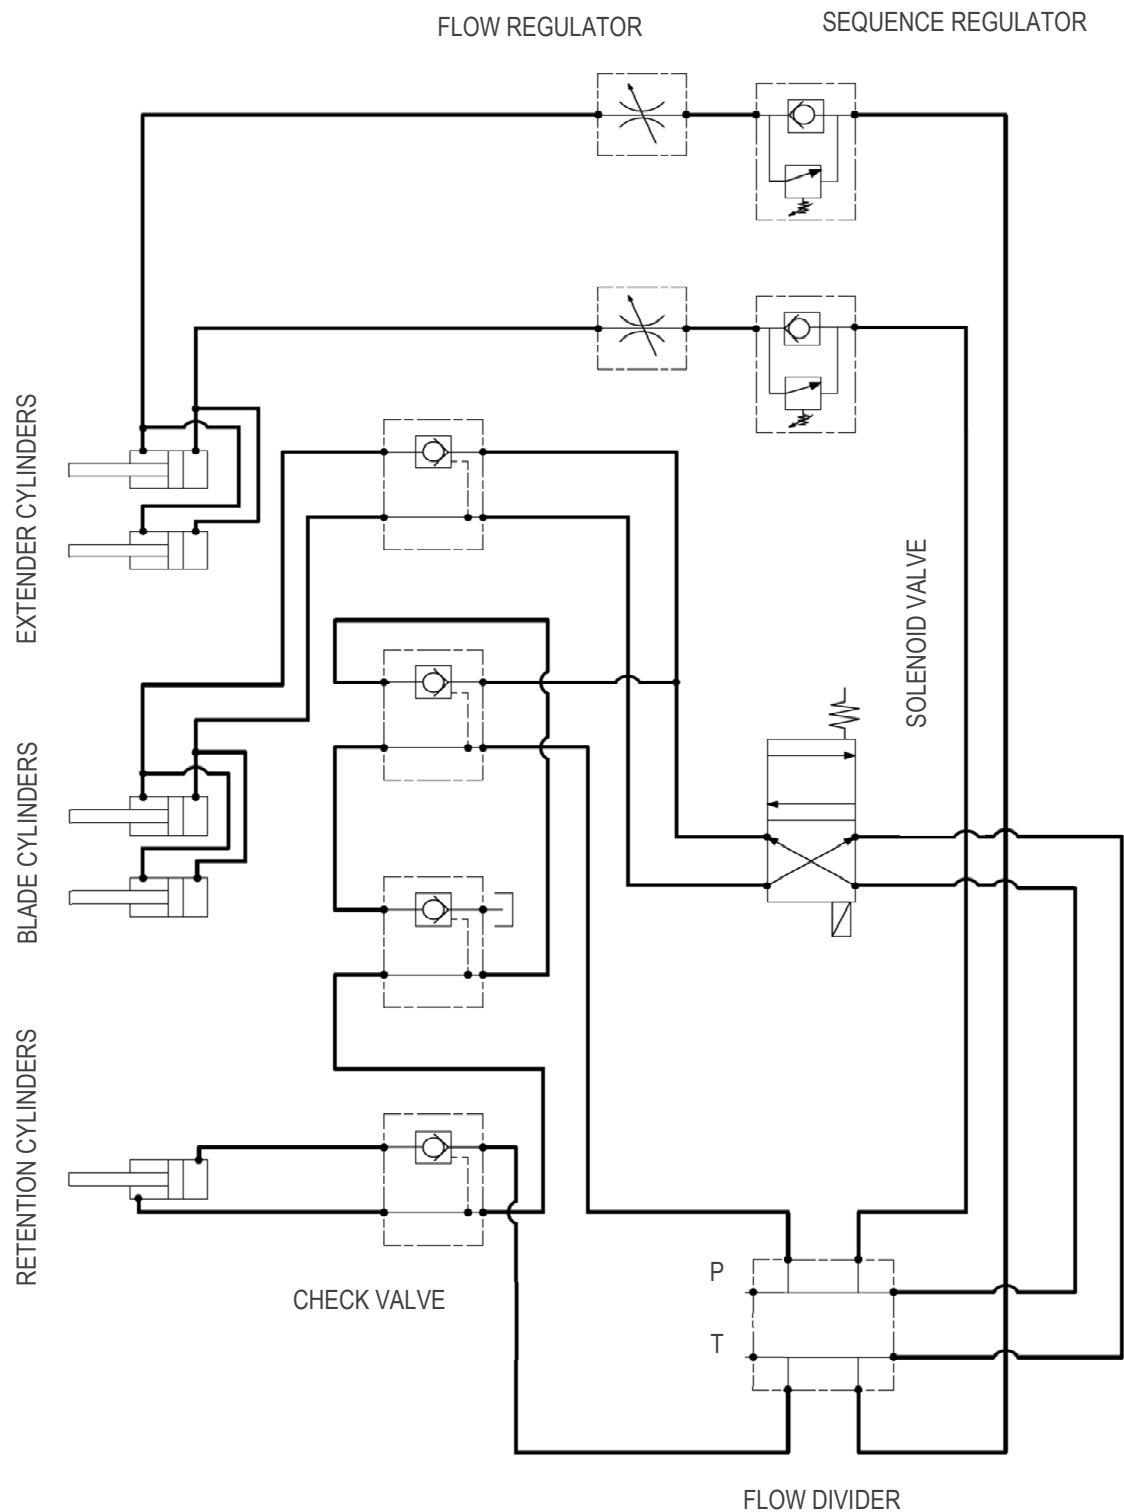 FLOW REGULATOR
SEQUENCE REGULATOR
EXTENDER CYLINDERS
SOLENOID VALVE
BLADE CYLINDERS
RETENTION CYLINDERS
CHECK VALVE
P
T
FLOW DIVIDER